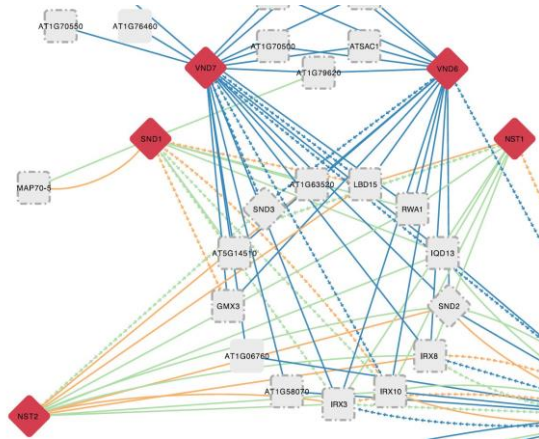 AT1G70550
AT1G76460
AT1G70500
ATSAC1
VND7
AT1G79620
VND6
SND1
NST1
MAP70-5
AT1G63520
LBD15
SND3
RWA1
AT5G14510
IQD13
GMX3
SND2
AT1G06760
IRX8
AT1G58070
IRX3
IRX10
NST2